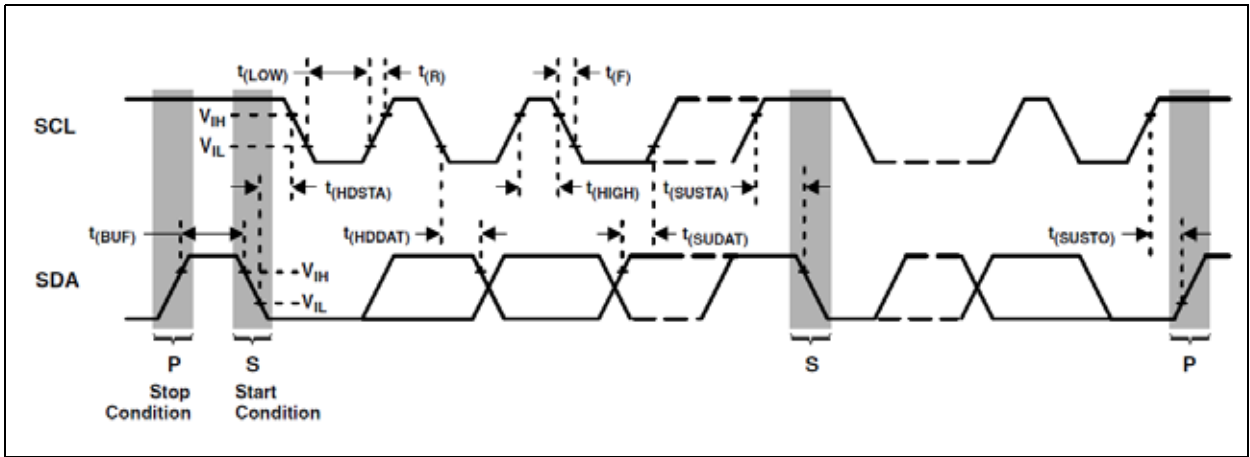 t(LOW)
t(R)
t(F)
SCL
VIH
VIL
t(HDSTA)
t(HIGH)
t(SUSTA)
t(BUF)
t(HDDAT)
t(SUDAT)
t(SUSTO)
SDA
VIH
VIL
P
S
S
P
Stop
Condition
Start
Condition